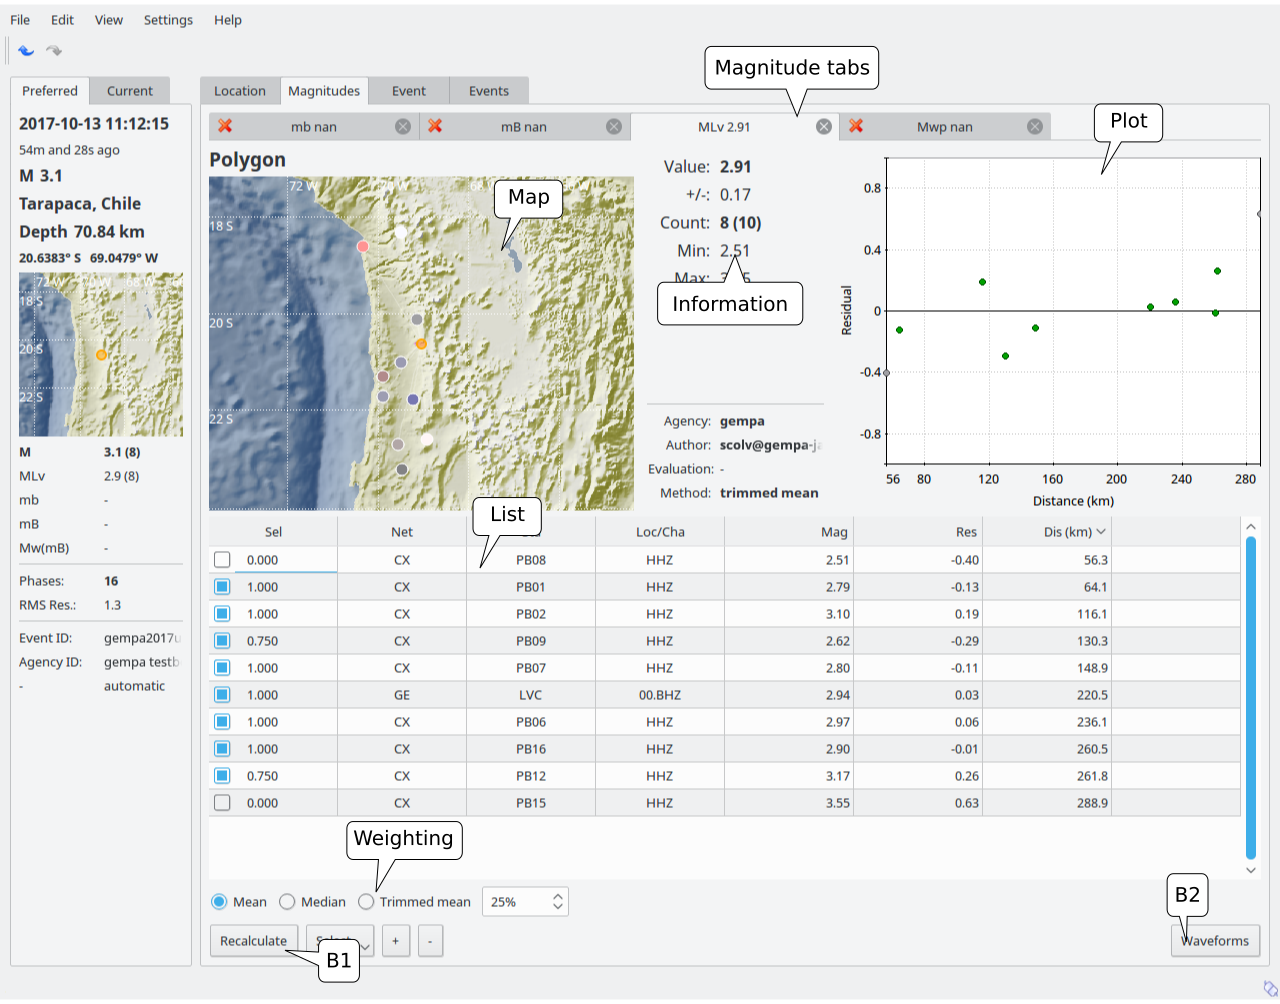 File Edit View Settings Help
Preferred Current
2017-10-13 11:12:15
54m and 28s ago
M 3.1
Tarapaca, Chile
Depth 70.84 km
20.6383° S 69.0479° W
72 W 70 W 68 W
18 S
20 S
22 S
M 3.1 (8)
MLv 2.9 (8)
mb -
mB -
Mw(mB) -
Phases: 16
RMS Res.: 1.3
Event ID: gempa2017
Agency ID: gempa testb
- automatic
Location Magnitudes Event Events
Magnitude tabs
mb nan mB nan MLv 2.91 Mwp nan
Polygon
72 W
18 S
20 S
22 S
Map
Value: 2.91
+/-: 0.17
Count: 8 (10)
Min: 2.51
Max:
Information
Agency: gempa
Author: scolv@gempa-j
Evaluation: -
Method: trimmed mean
Plot
Residual
0.8
0.4
0
-0.4
-0.8
56 80 120 160 200 240 280
Distance (km)
List
Sel Net Loc/Cha Mag Res Dis (km)
0.000 CX PB08 HHZ 2.51 -0.40 56.3
1.000 CX PB01 HHZ 2.79 -0.13 64.1
1.000 CX PB02 HHZ 3.10 0.19 116.1
0.750 CX PB09 HHZ 2.62 -0.29 130.3
1.000 CX PB07 HHZ 2.80 -0.11 148.9
1.000 GE LVC 00.BHZ 2.94 0.03 220.5
1.000 CX PB06 HHZ 2.97 0.06 236.1
1.000 CX PB16 HHZ 2.90 -0.01 260.5
0.750 CX PB12 HHZ 3.17 0.26 261.8
0.000 CX PB15 HHZ 3.55 0.63 288.9
Weighting
Mean Median Trimmed mean 25%
B2
Recalculate Select + - Waveforms
B1